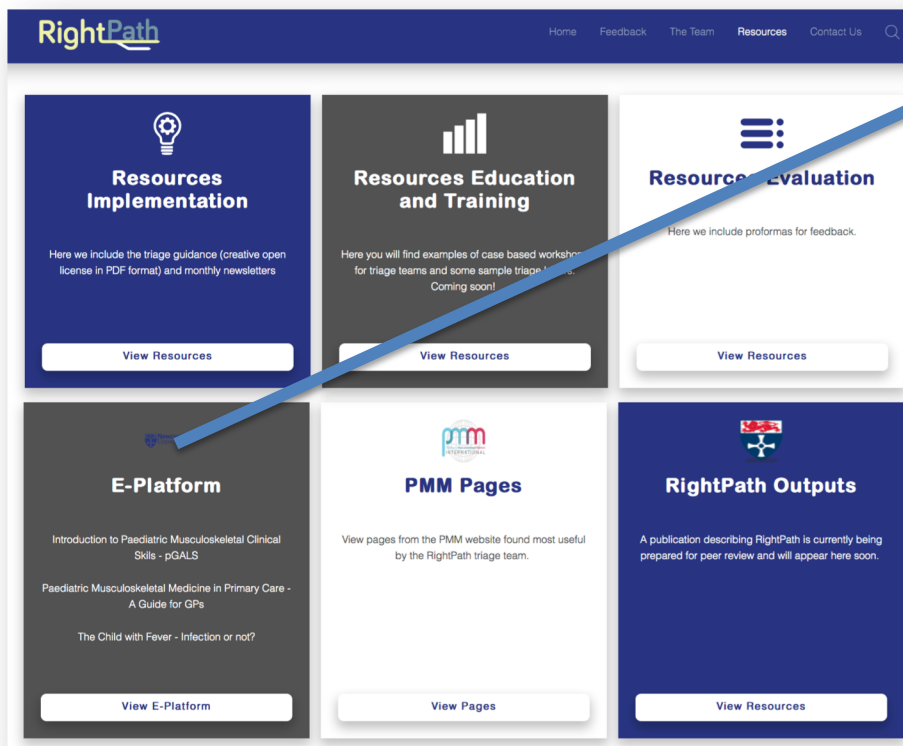 RightPath
Home Feedback The Team Resources Contact Us
Resources
Implementation
Here we include the triage guidance (creative open
license in PDF format) and monthly newsletters
View Resources
Resources Education
and Training
Here you will find examples of case based
for triage teams and some sample triage
Coming soon!
View Resources
Resources Evaluation
Here we include proformas for feedback.
View Resources
E-Platform
Introduction to Paediatric Musculoskeletal Clinical
Skils - pGALS
Paediatric Musculoskeletal Medicine in Primary Care -
A Guide for GPs
The Child with Fever - Infection or not?
View E-Platform
pmm
INTERNATIONAL
PMM Pages
View pages from the PMM website found most useful
by the RightPath triage team.
View Pages
RightPath Outputs
A publication describing RightPath is currently being
prepared for peer review and will appear here soon.
View Resources